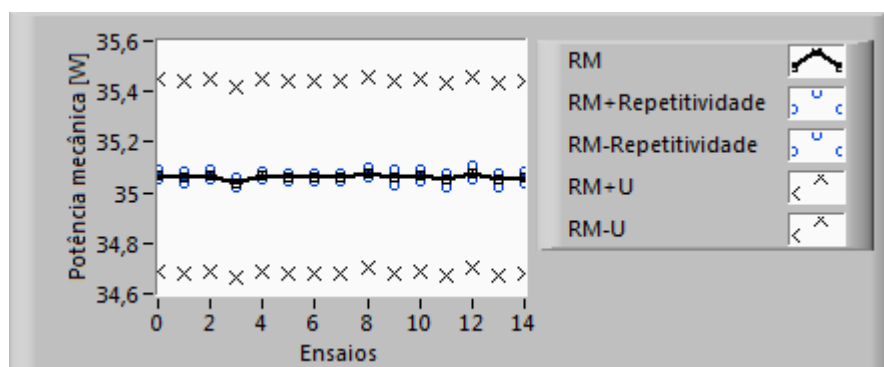 Potência mecânica [W]
35,6
35,4
35,2
35
34,8
34,6
0 2 4 6 8 10 12 14
Ensaios
RM
RM+Repetitividade
RM-Repetitividade
RM+U
RM-U